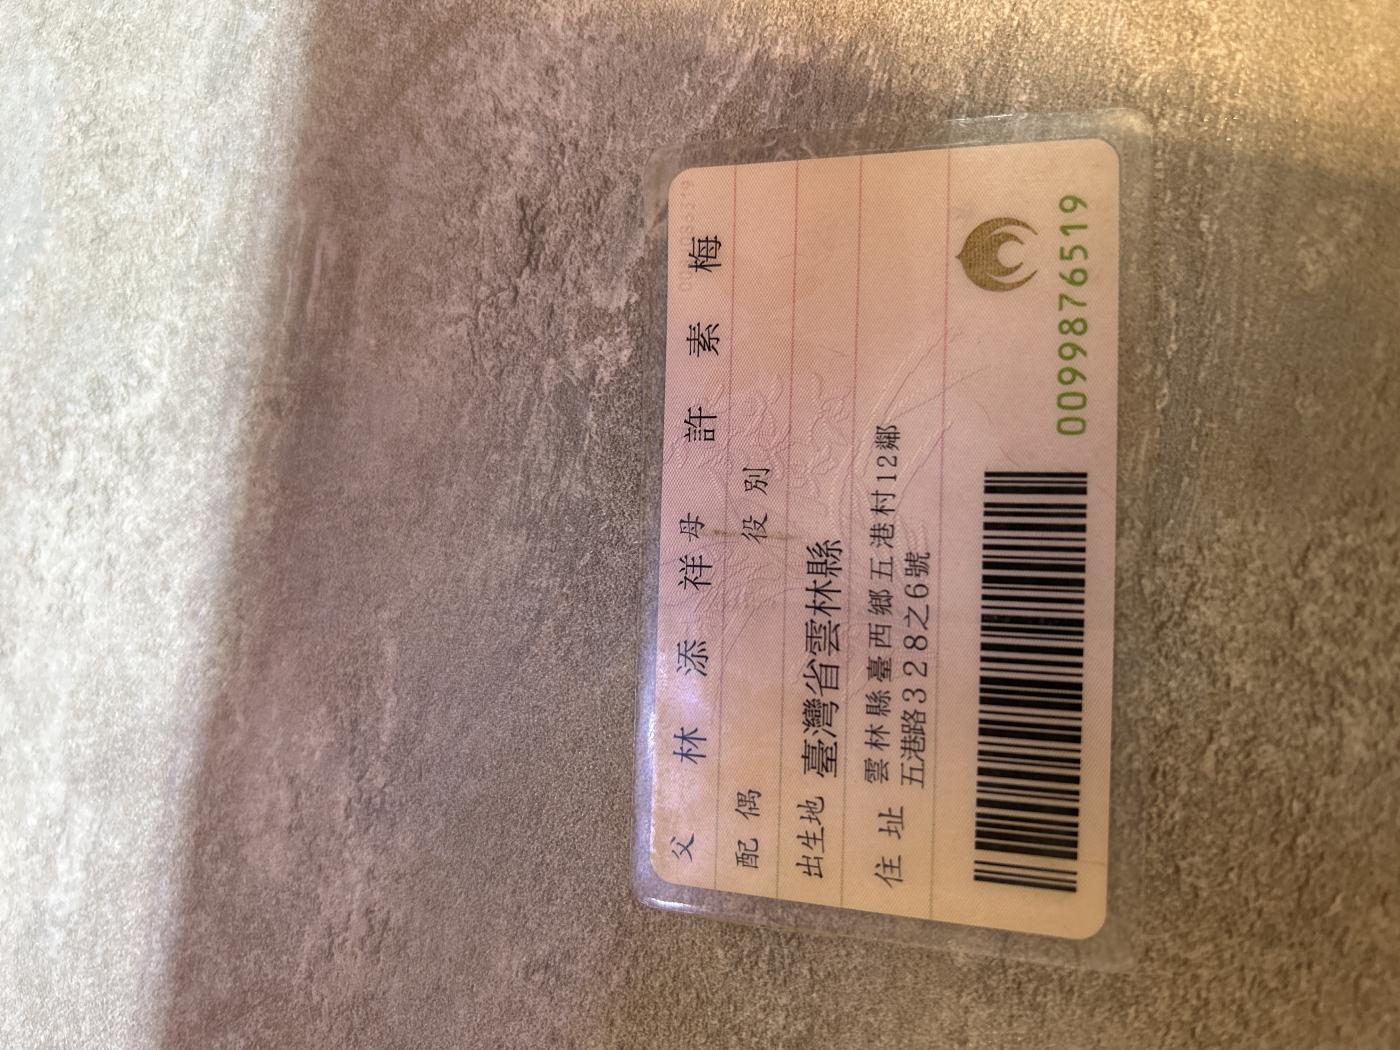 父 林 添 祥 母 許 素 梅
配 偶 役 別
出生地 臺灣省雲林縣
住 址 雲林縣臺西鄉五港村12鄰
五港路328之6號
0099876519